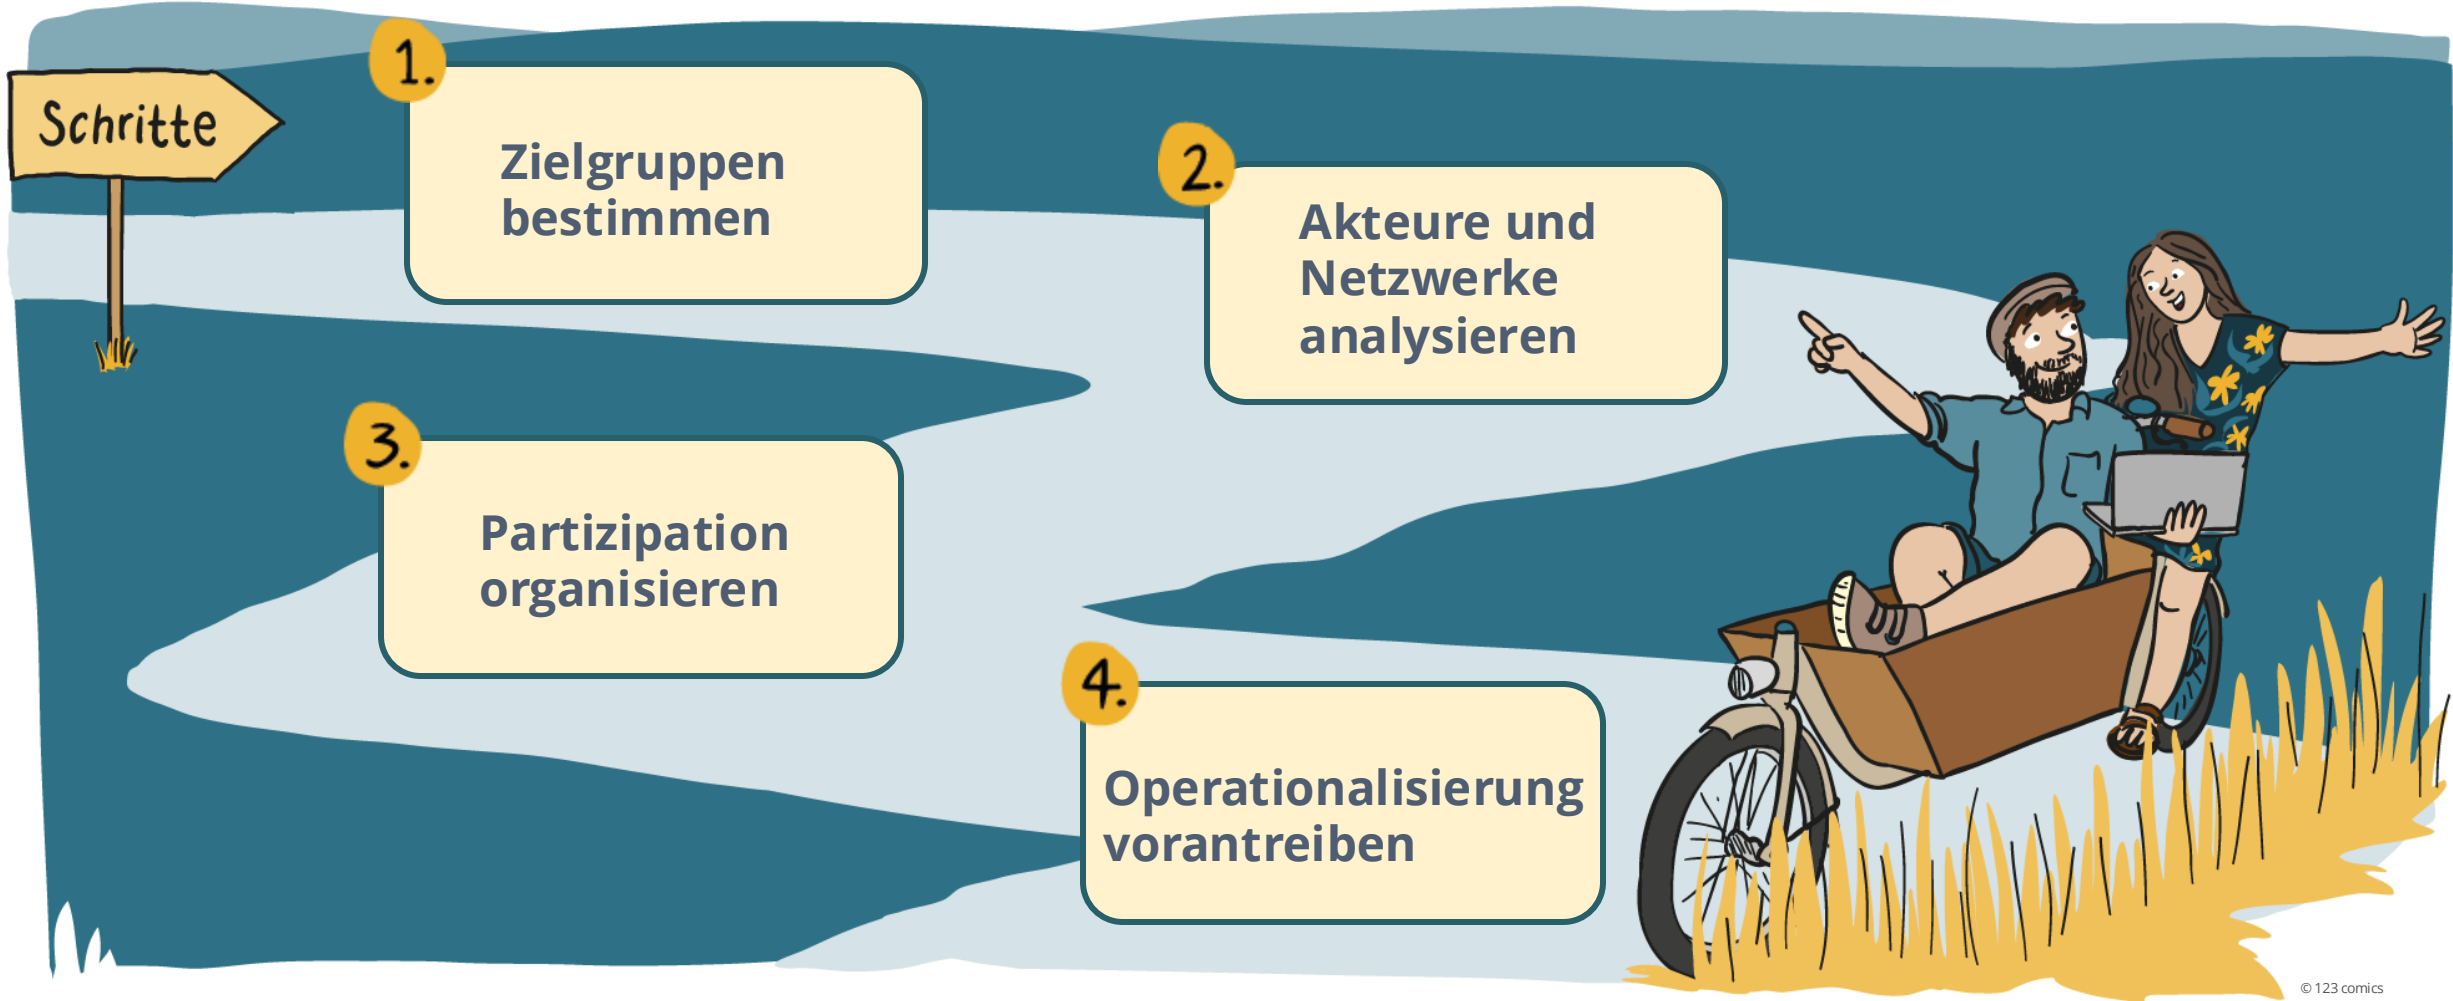 Schritte
1.
Zielgruppen
bestimmen
2.
Akteure und
Netzwerke
analysieren
3.
Partizipation
organisieren
4.
Operationalisierung
vorantreiben
© 123 comics